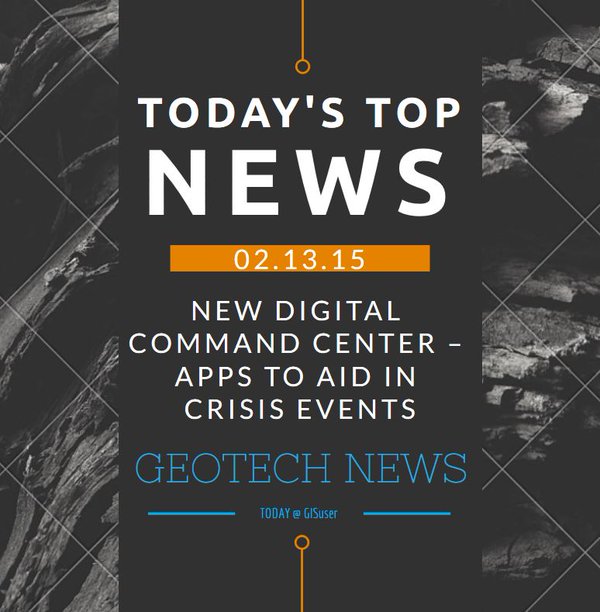 TODAY'S TOP
NEWS
02.13.15
NEW DIGITAL
COMMAND CENTER –
APPS TO AID IN
CRISIS EVENTS
GEOTECH NEWS
TODAY @ GISuser